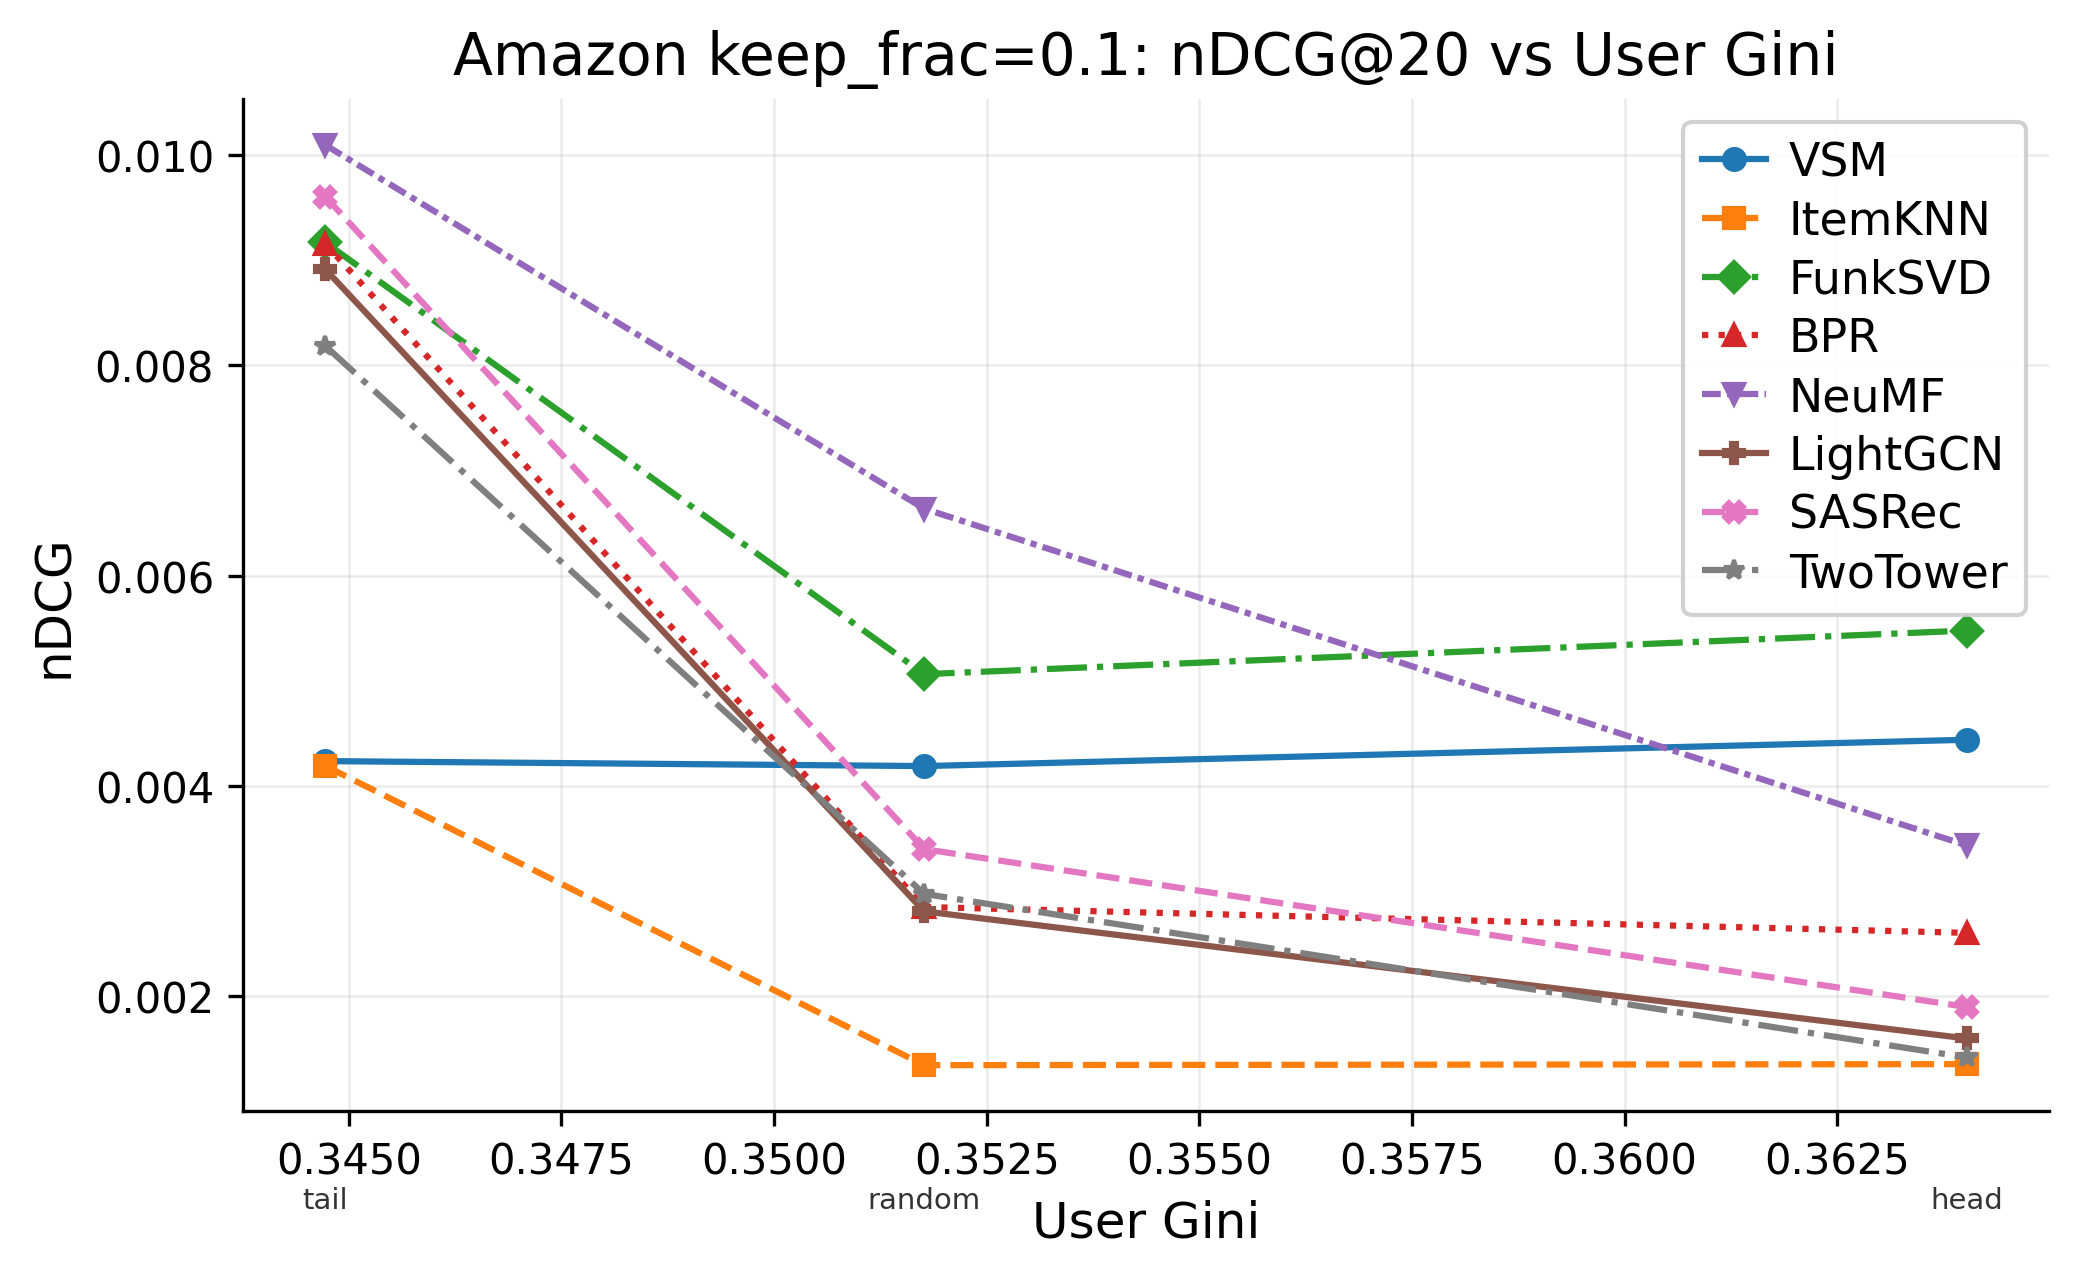 Amazon keep_frac=0.1: nDCG@20 vs User Gini
nDCG
0.010
0.008
0.006
0.004
0.002
VSM
ItemKNN
FunkSVD
BPR
NeuMF
LightGCN
SASRec
TwoTower
0.3450 0.3475 0.3500 0.3525 0.3550 0.3575 0.3600 0.3625
tail random head
User Gini